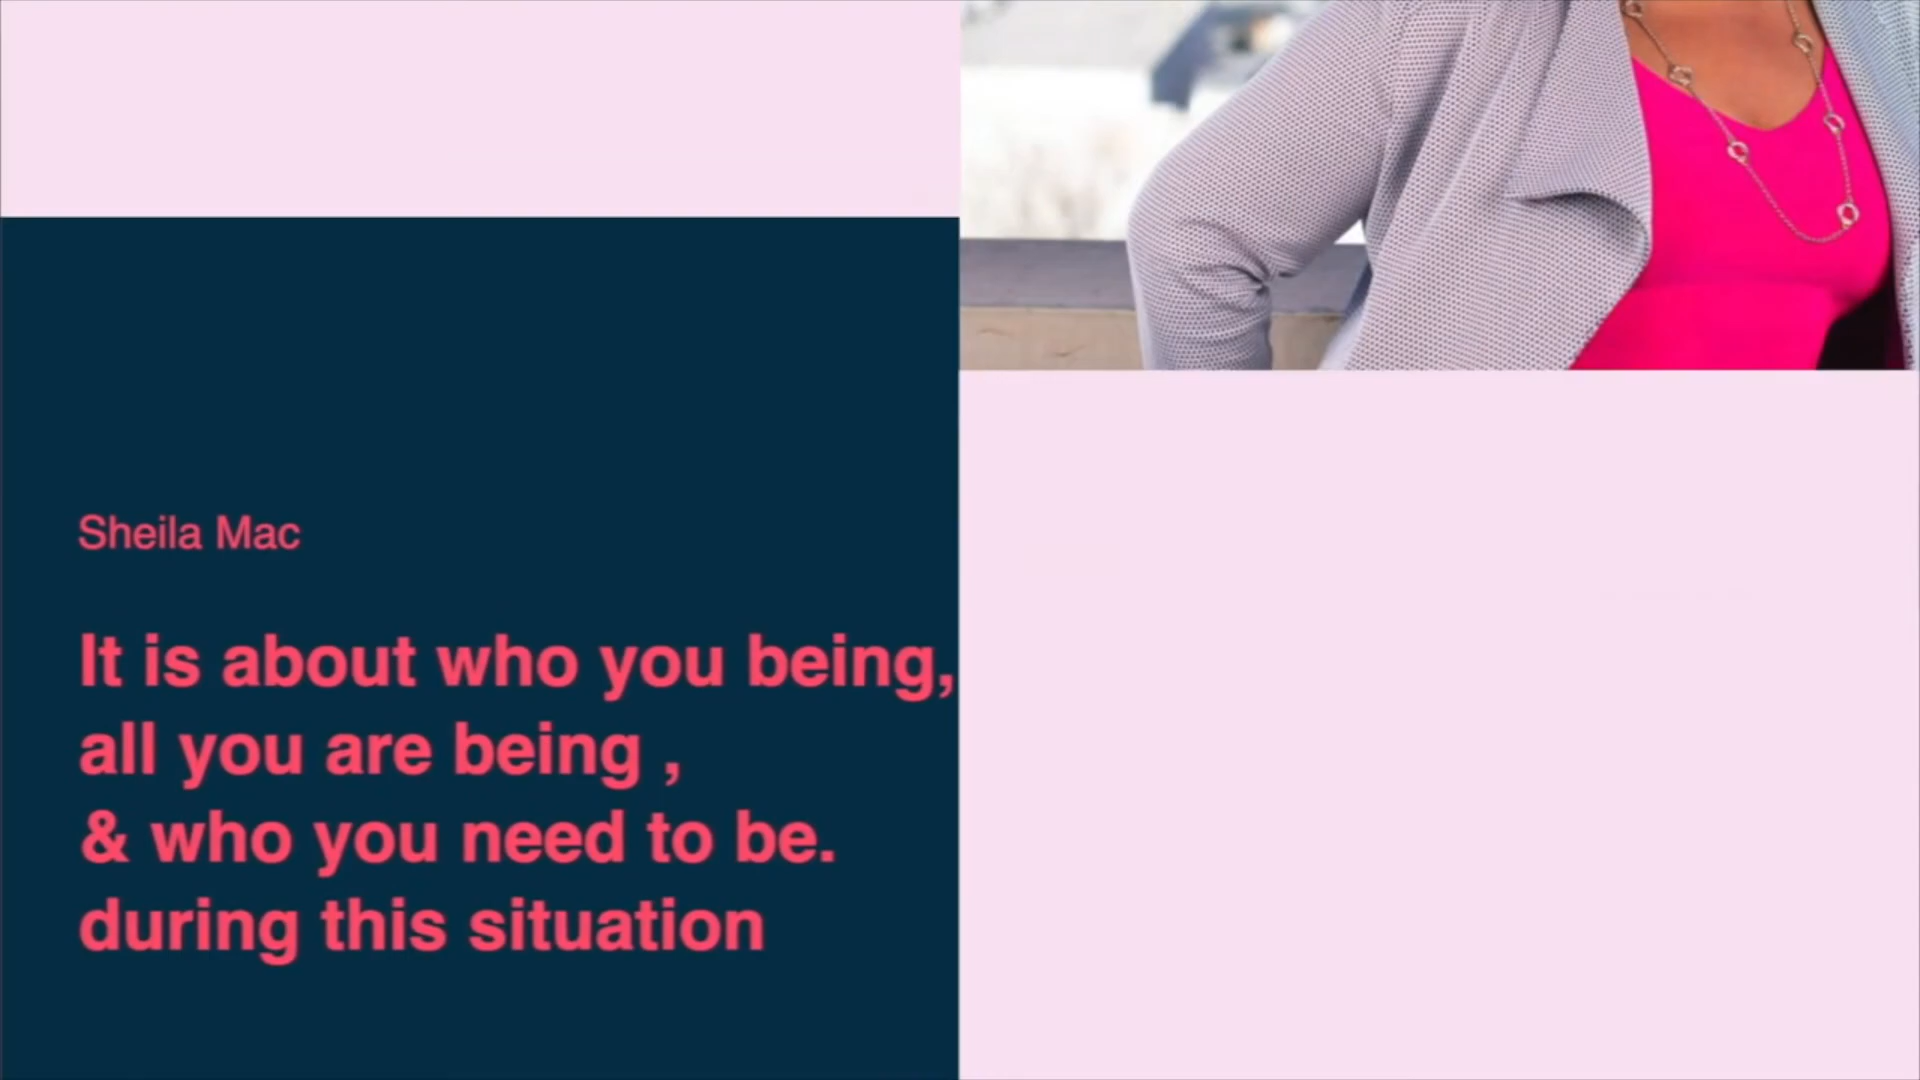 Sheila Mac
It is about who you being,
all you are being ,
& who you need to be.
during this situation